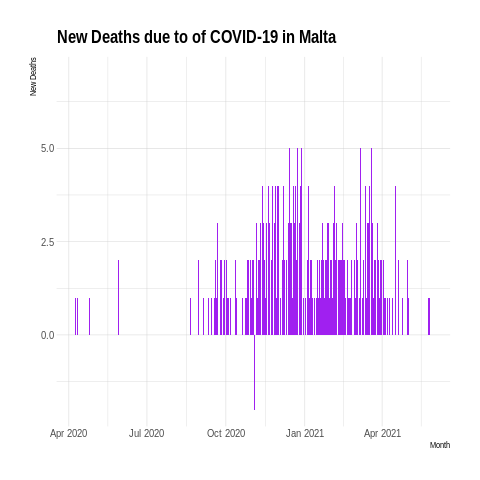 New Deaths due to of COVID-19 in Malta
New Deaths
5.0
2.5
0.0
Apr 2020 Jul 2020 Oct 2020 Jan 2021 Apr 2021
Month